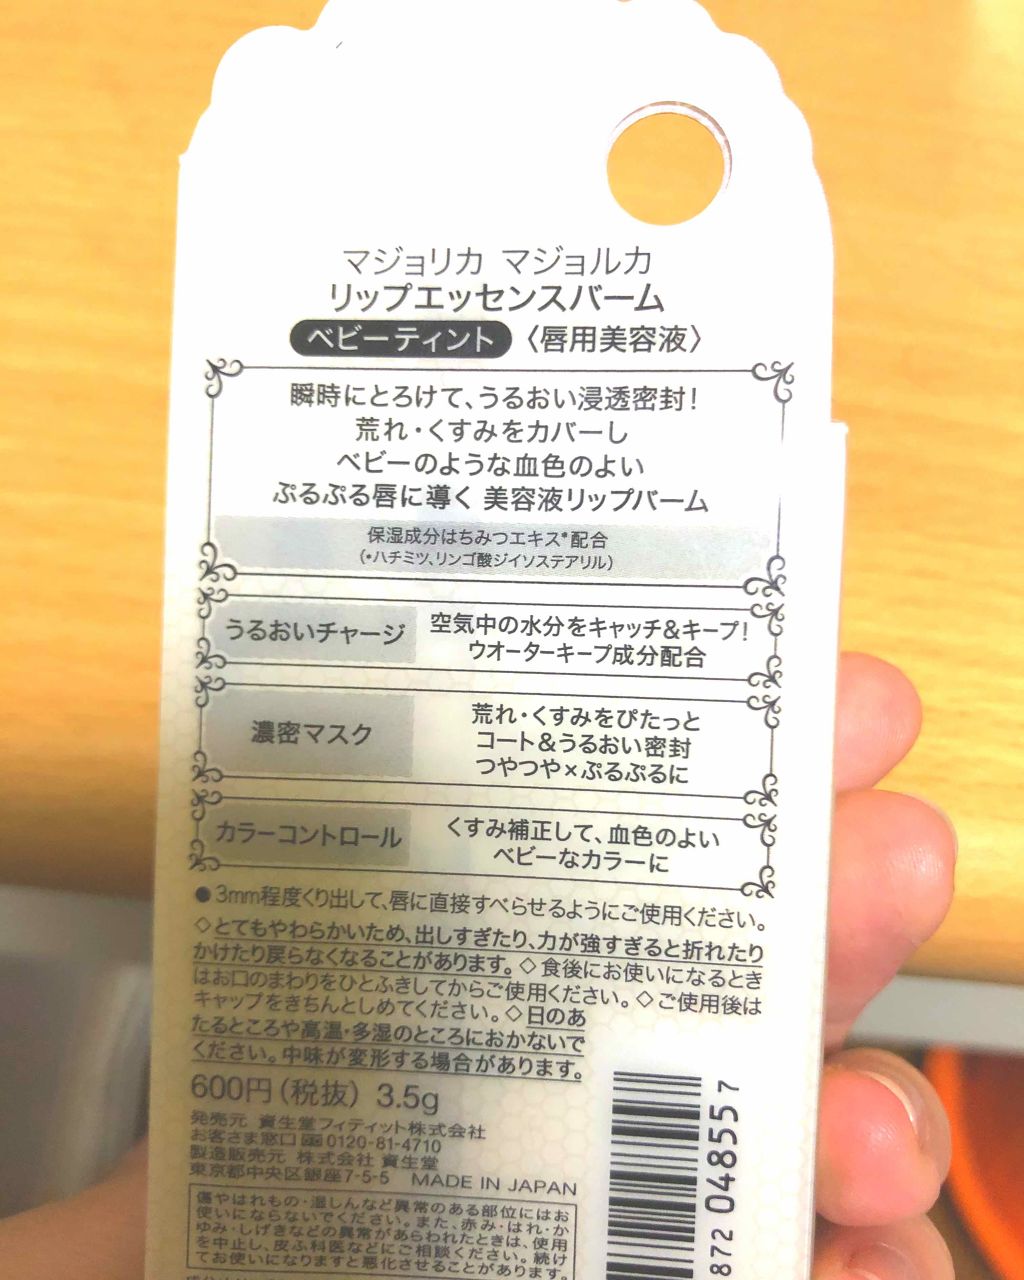 マジョリカ マジョルカ
リップエッセンスバーム
ベビーティント 〈唇用美容液〉
瞬時にとろけて、うるおい浸透密封!
荒れ・くすみをカバーし
ベビーのような血色のよい
ぷるぷる唇に導く 美容液リップバーム
保湿成分はちみつエキス*配合
(*ハチミツ、リンゴ酸ジイソステアリル)
うるおいチャージ
空気中の水分をキャッチ&キープ!
ウオーターキープ成分配合
濃密マスク
荒れ・くすみをぴたっと
コート&うるおい密封
つやつや×ぷるぷるに
カラーコントロール
くすみ補正して、血色のよい
ベビーなカラーに
●3mm程度くり出して、唇に直接すべらせるようにご使用ください。
◇とてもやわらかいため、出しすぎたり、力が強すぎると折れたり
かけたり戻らなくなることがあります。◇食後にお使いになるとき
はお口のまわりをひとふきしてからご使用ください。◇ご使用後は
キャップをきちんとしめてください。◇日のあ
たるところや高温・多湿のところにおかないで
ください。中味が変形する場合があります。
600円(税抜) 3.5g
発売元 資生堂フィティット株式会社
お客さま窓口 0120-81-4710
製造販売元 株式会社 資生堂
東京都中央区銀座7-5-5 MADE IN JAPAN
傷やはれもの・湿しんなど異常のある部位にはお
使いにならないでください。また、赤み・はれ・か
ゆみ・しげきなどの異常があらわれたときは、使用
を中止し、皮ふ科医などにご相談ください。続け
てお使いになりますと悪化させることがあります。
872 048557